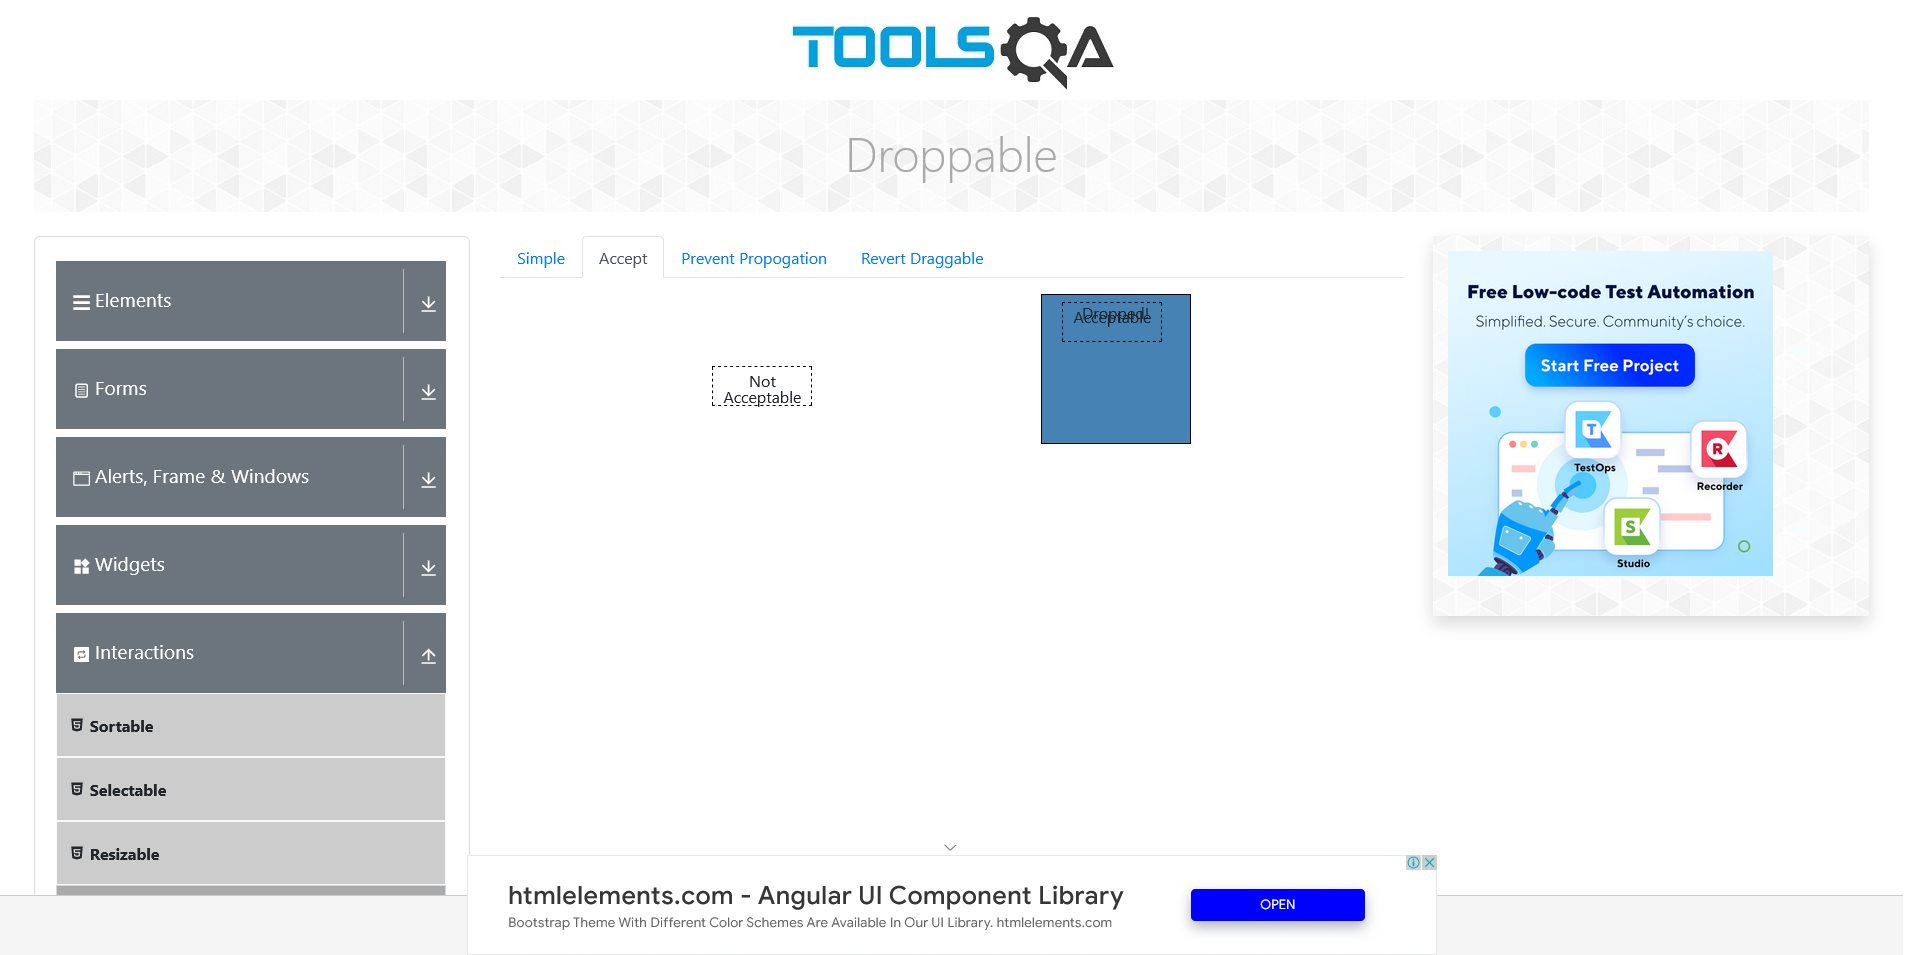 TOOLSQA
Droppable
Elements
Forms
Alerts, Frame & Windows
Widgets
Interactions
Sortable
Selectable
Resizable
Simple
Accept
Prevent Propogation
Revert Draggable
Not
Acceptable
Dropped!
Acceptable
Free Low-code Test Automation
Simplified. Secure. Community's choice.
Start Free Project
T
TestOps
R
Recorder
S
Studio
htmlelements.com - Angular UI Component Library
Bootstrap Theme With Different Color Schemes Are Available In Our UI Library. htmlelements.com
OPEN